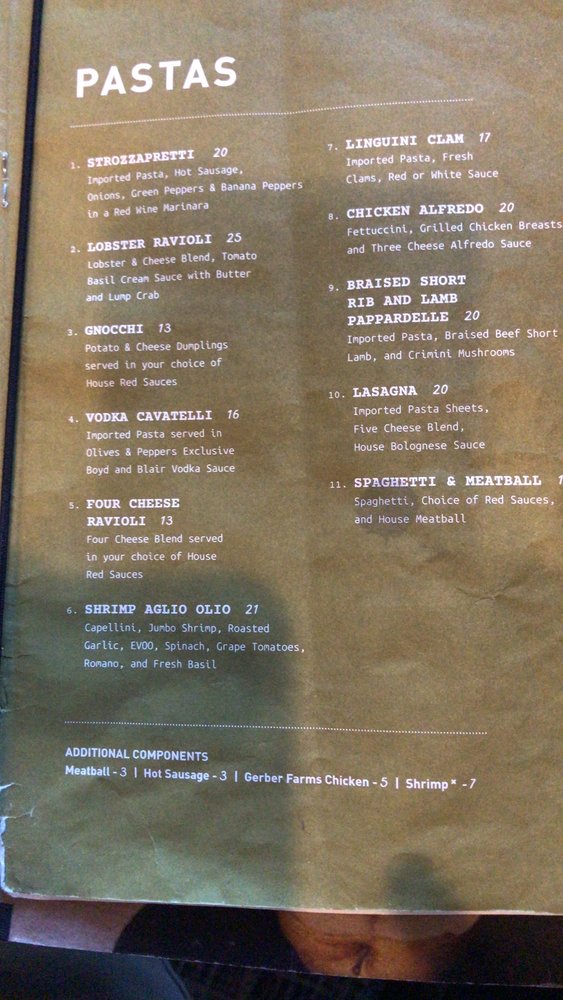 PASTAS
1. STROZZAPRETTI 20
Imported Pasta, Hot Sausage,
Onions, Green Peppers & Banana Peppers
in a Red Wine Marinara
2. LOBSTER RAVIOLI 25
Lobster & Cheese Blend, Tomato
Basil Cream Sauce with Butter
and Lump Crab
3. GNOCCHI 13
Potato & Cheese Dumplings
served in your choice of
House Red Sauces
4. VODKA CAVATELLI 16
Imported Pasta served in
Olives & Peppers Exclusive
Boyd and Blair Vodka Sauce
5. FOUR CHEESE
RAVIOLI 13
Four Cheese Blend served
in your choice of House
Red Sauces
6. SHRIMP AGLIO OLIO 21
Capellini, Jumbo Shrimp, Roasted
Garlic, EVOO, Spinach, Grape Tomatoes,
Romano, and Fresh Basil
7. LINGUINI CLAM 17
Imported Pasta, Fresh
Clams, Red or White Sauce
8. CHICKEN ALFREDO 20
Fettuccini, Grilled Chicken Breasts
and Three Cheese Alfredo Sauce
9. BRAISED SHORT
RIB AND LAMB
PAPPARDELLE 20
Imported Pasta, Braised Beef Short
Lamb, and Crimini Mushrooms
10. LASAGNA 20
Imported Pasta Sheets,
Five Cheese Blend,
House Bolognese Sauce
11. SPAGHETTI & MEATBALL
Spaghetti, Choice of Red Sauces,
and House Meatball
ADDITIONAL COMPONENTS
Meatball - 3 | Hot Sausage - 3 | Gerber Farms Chicken - 5 | Shrimp* - 7